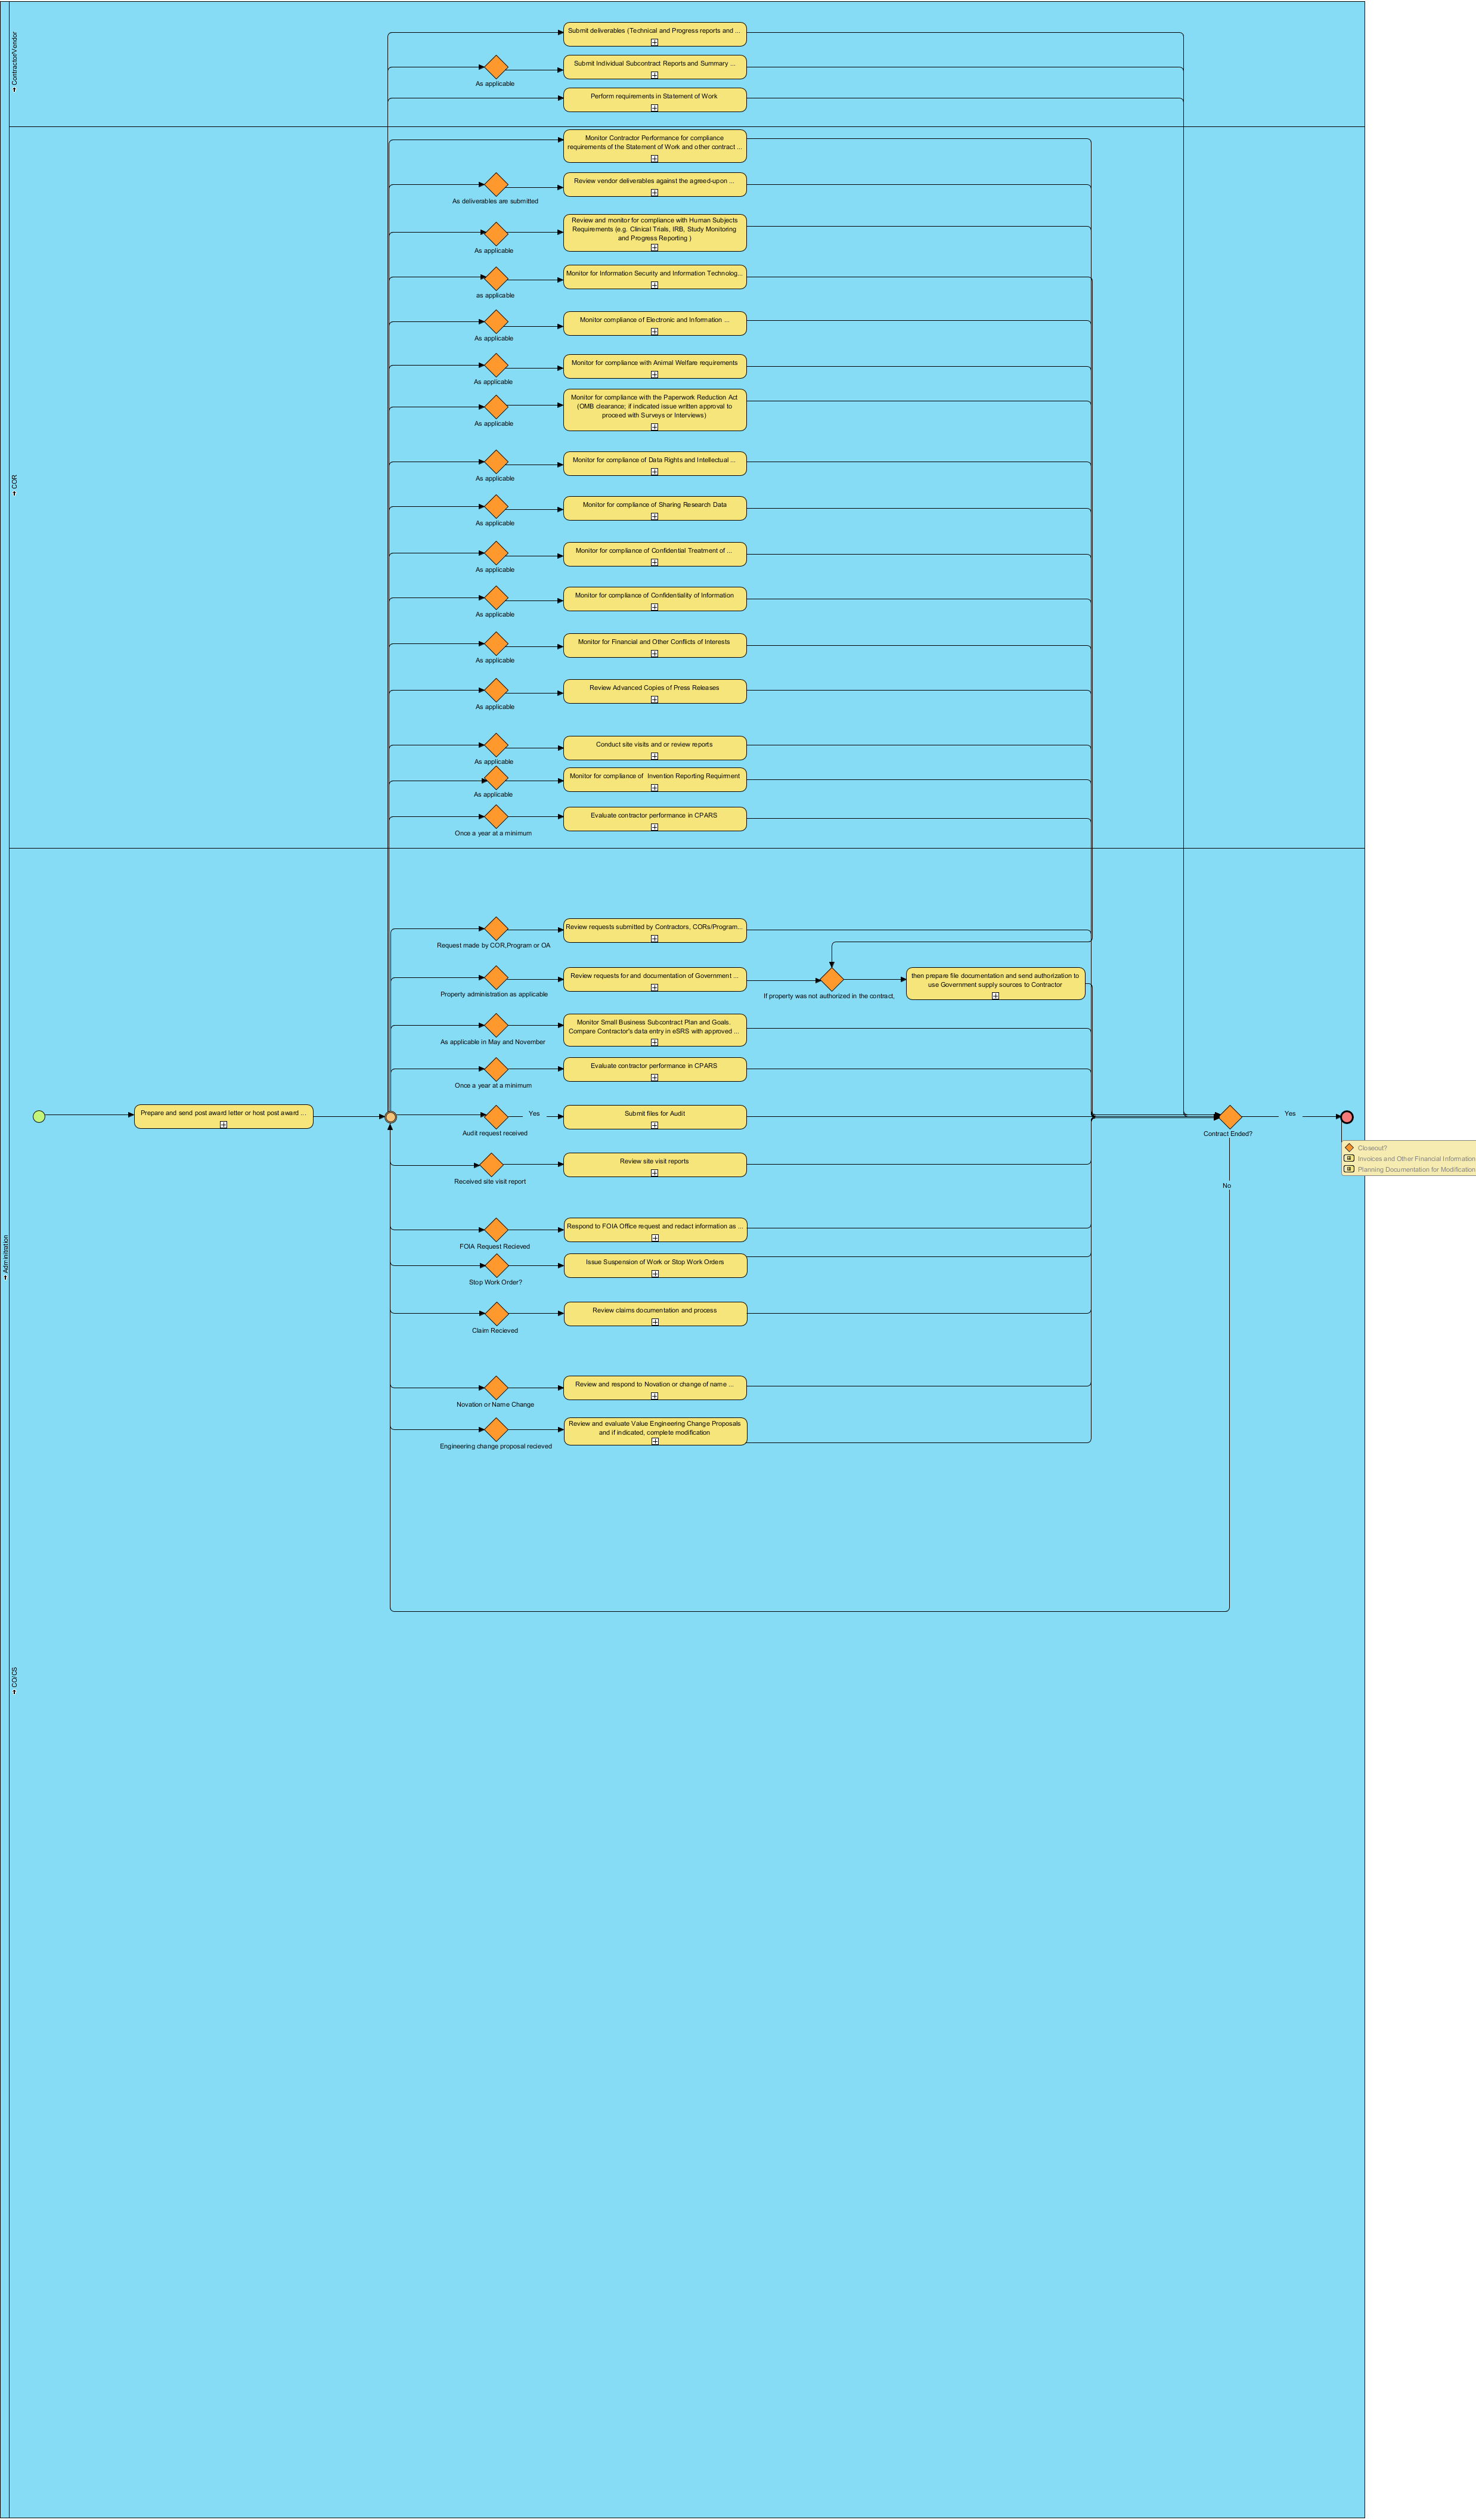 Contractor/Vendor
Submit deliverables (Technical and Progress reports and ...
As applicable
Submit Individual Subcontract Reports and Summary ...
Perform requirements in Statement of Work
COR
Monitor Contractor Performance for compliance
requirements of the Statement of Work and other contract ...
As deliverables are submitted
Review vendor deliverables against the agreed-upon ...
As applicable
Review and monitor for compliance with Human Subjects
Requirements (e.g. Clinical Trials, IRB, Study Monitoring
and Progress Reporting )
as applicable
Monitor for Information Security and Information Technolog...
As applicable
Monitor compliance of Electronic and Information ...
As applicable
Monitor for compliance with Animal Welfare requirements
As applicable
Monitor for compliance with the Paperwork Reduction Act
(OMB clearance; if indicated issue written approval to
proceed with Surveys or Interviews)
As applicable
Monitor for compliance of Data Rights and Intellectual ...
As applicable
Monitor for compliance of Sharing Research Data
As applicable
Monitor for compliance of Confidential Treatment of ...
As applicable
Monitor for compliance of Confidentiality of Information
As applicable
Monitor for Financial and Other Conflicts of Interests
As applicable
Review Advanced Copies of Press Releases
As applicable
Conduct site visits and or review reports
As applicable
Monitor for compliance of Invention Reporting Requirment
Once a year at a minimum
Evaluate contractor performance in CPARS
Adminitration
CO/CS
Request made by COR,Program or OA
Review requests submitted by Contractors, CORs/Program...
Property administration as applicable
Review requests for and documentation of Government ...
If property was not authorized in the contract,
then prepare file documentation and send authorization to
use Government supply sources to Contractor
As applicable in May and November
Monitor Small Business Subcontract Plan and Goals.
Compare Contractor's data entry in eSRS with approved ...
Once a year at a minimum
Evaluate contractor performance in CPARS
Prepare and send post award letter or host post award ...
Audit request received
Yes
Submit files for Audit
Contract Ended?
Yes
No
Closeout?
Invoices and Other Financial Information
Planning Documentation for Modification
Received site visit report
Review site visit reports
FOIA Request Recieved
Respond to FOIA Office request and redact information as ...
Stop Work Order?
Issue Suspension of Work or Stop Work Orders
Claim Recieved
Review claims documentation and process
Novation or Name Change
Review and respond to Novation or change of name ...
Engineering change proposal recieved
Review and evaluate Value Engineering Change Proposals
and if indicated, complete modification